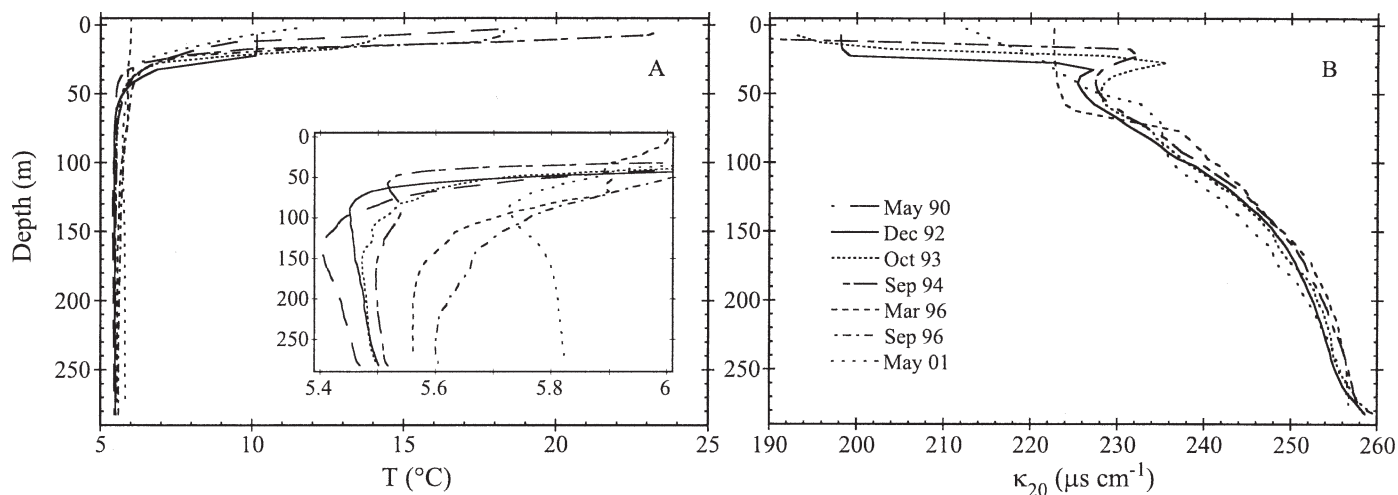 0
50
100
150
200
250
Depth (m)
5
10
15
20
25
T (°C)
A
0
50
100
150
200
250
5.4
5.6
5.8
6
0
50
100
150
200
250
190
200
210
220
230
240
250
260
κ20 (μs cm-1)
B
May 90
Dec 92
Oct 93
Sep 94
Mar 96
Sep 96
May 01